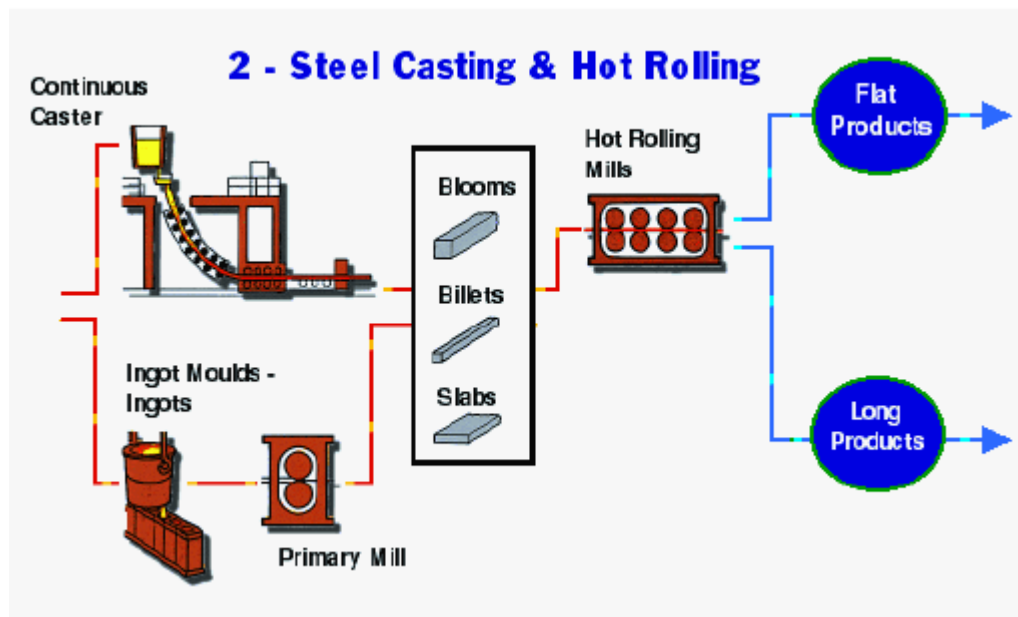 2 - Steel Casting & Hot Rolling
Continuous
Caster
Flat
Products
Hot Rolling
Mills
Blooms
Billets
Ingot Moulds -
Ingots
Slabs
Long
Products
Primary Mill